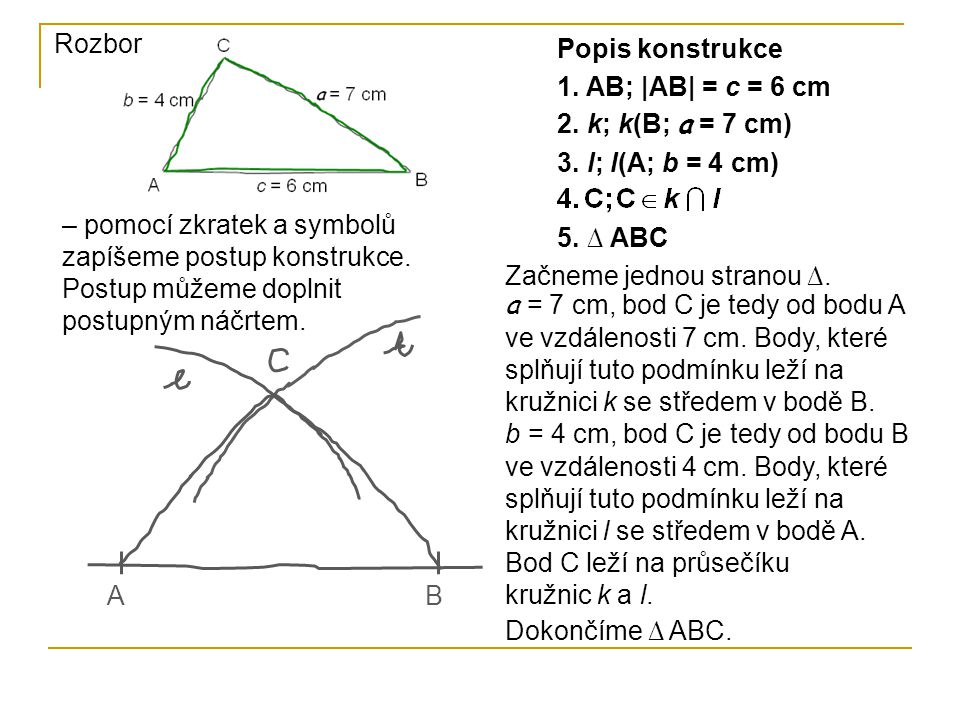 Rozbor
C
b = 4 cm
a = 7 cm
A
c = 6 cm
B
– pomocí zkratek a symbolů
zapíšeme postup konstrukce.
Postup můžeme doplnit
postupným náčrtem.
l
C
k
A
B
Popis konstrukce
1. AB; |AB| = c = 6 cm
2. k; k(B; a = 7 cm)
3. l; l(A; b = 4 cm)
4. C; C ∈ k ⋂ l
5. ∆ ABC
Začneme jednou stranou ∆.
a = 7 cm, bod C je tedy od bodu A
ve vzdálenosti 7 cm. Body, které
splňují tuto podmínku leží na
kružnici k se středem v bodě B.
b = 4 cm, bod C je tedy od bodu B
ve vzdálenosti 4 cm. Body, které
splňují tuto podmínku leží na
kružnici l se středem v bodě A.
Bod C leží na průsečíku
kružnic k a l.
Dokončíme ∆ ABC.